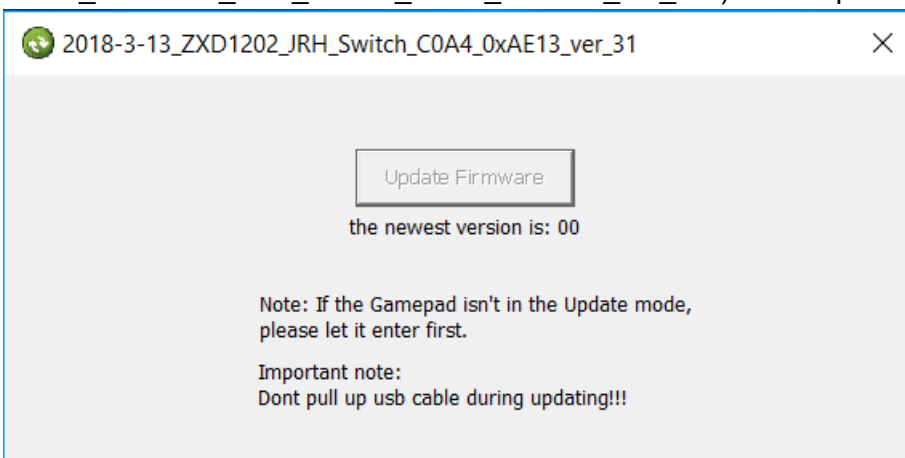 2018-3-13_ZXD1202_JRH_Switch_C0A4_0xAE13_ver_31
Update Firmware
the newest version is: 00
Note: If the Gamepad isn't in the Update mode,
please let it enter first.
Important note:
Dont pull up usb cable during updating!!!